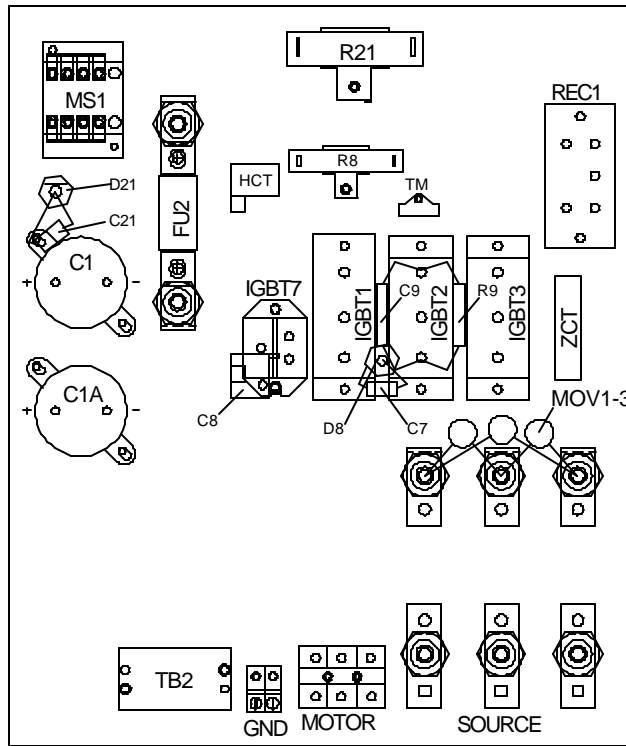 R21
MS1
REC1
HCT
R8
TM
D21
C21
FU2
C1
+
-
IGBT7
IGBT1
C9
IGBT2
R9
IGBT3
ZCT
C1A
+
-
C8
D8
C7
MOV1-3
TB2
GND
MOTOR
SOURCE